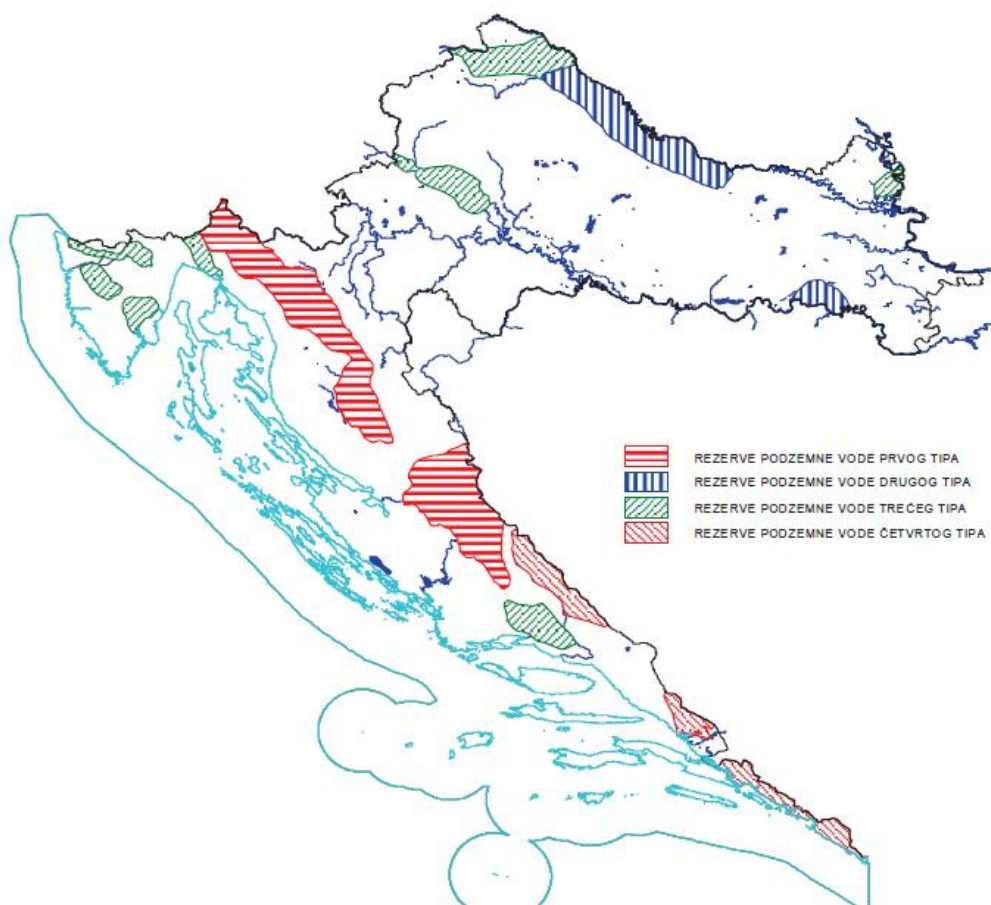 REZERVE PODZEMNE VODE PRVOG TIPA
REZERVE PODZEMNE VODE DRUGOG TIPA
REZERVE PODZEMNE VODE TREĆEG TIPA
REZERVE PODZEMNE VODE ČETVRTOG TIPA